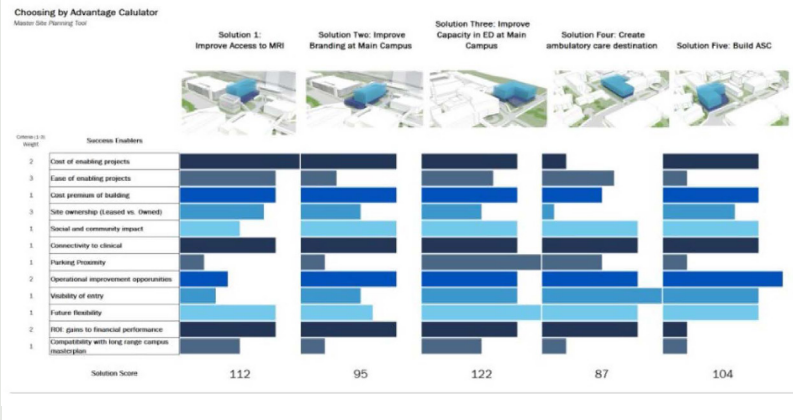 Choosing by Advantage Calulator
Master Site Planning Tool
Solution 1:
Improve Access to MRI
Solution Two: Improve
Branding at Main Campus
Solution Three: Improve
Capacity in ED at Main
Campus
Solution Four: Create
ambulatory care destination
Solution Five: Build ASC
Criteria (1-3)
Weight
Success Enablers
2 Cost of enabling projects
3 Ease of enabling projects
1 Cost premium of building
3 Site ownership (Leased vs. Owned)
1 Social and community impact
1 Connectivity to clinical
1 Parking Proximity
2 Operational improvement opporunities
1 Visibility of entry
1 Future flexibility
2 ROI: gains to financial performance
1 Compatibility with long range campus
masterplan
Solution Score 112 95 122 87 104